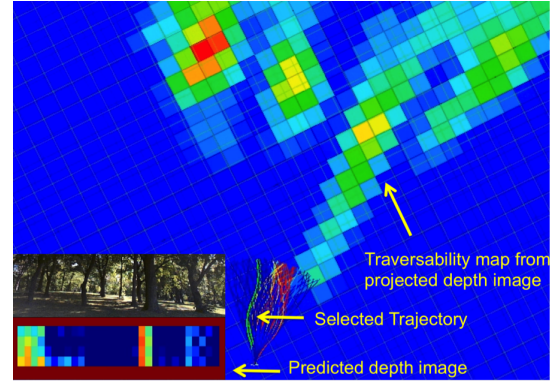 Traversability map from
projected depth image
Selected Trajectory
Predicted depth image